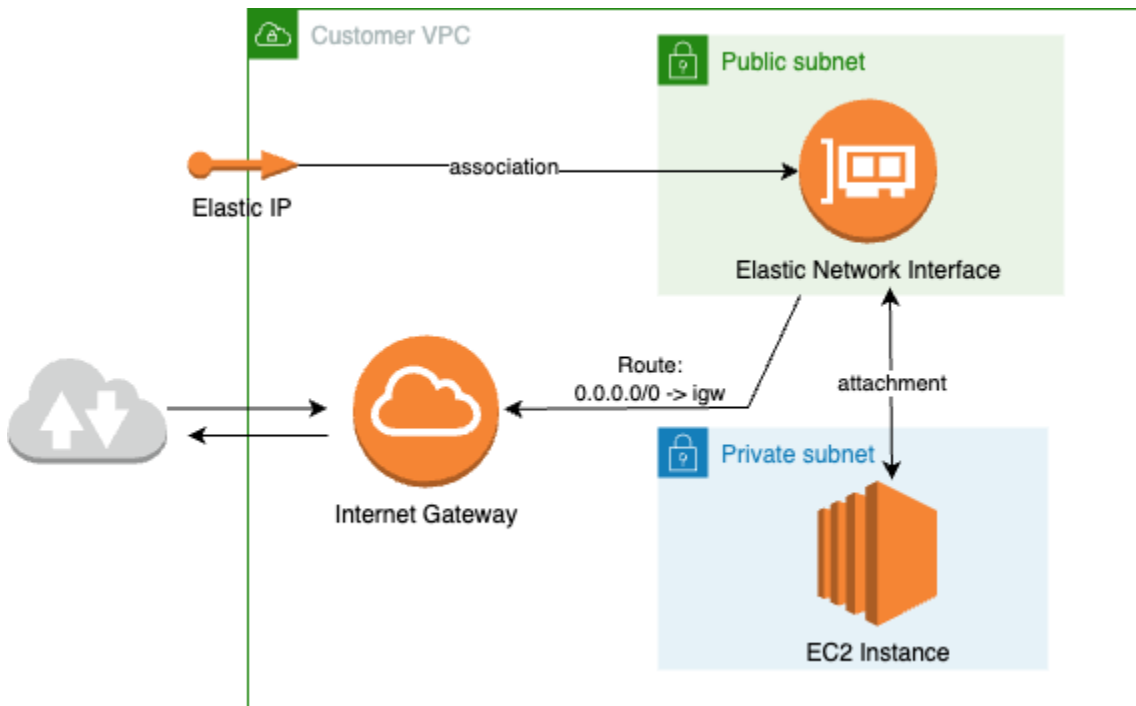 Customer VPC
Public subnet
association
Elastic IP
Elastic Network Interface
Route:
0.0.0.0/0 -> igw
attachment
Private subnet
Internet Gateway
EC2 Instance